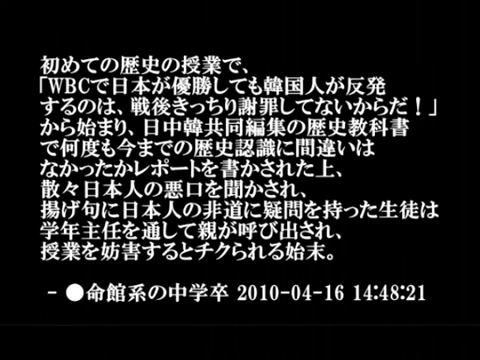 初めての歴史の授業で、
「WBCで日本が優勝しても韓国人が反発
するのは、戦後きっちり謝罪してないからだ！」
から始まり、日中韓共同編集の歴史教科書
で何度も今までの歴史認識に間違いは
なかったかレポートを書かされた上、
散々日本人の悪口を聞かされ、
揚げ句に日本人の非道に疑問を持った生徒は
学年主任を通して親が呼び出され、
授業を妨害するとチクられる始末。
- ●命館系の中学卒 2010-04-16 14:48:21